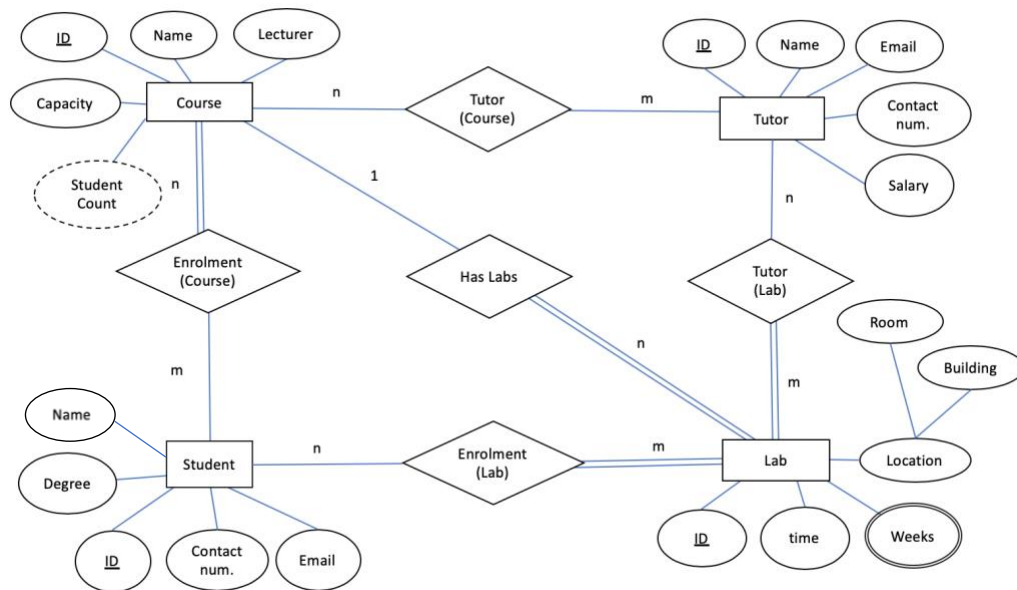 ID
Name
Lecturer
Capacity
Course
Student
Count
n
Tutor
(Course)
m
ID
Name
Email
Tutor
Contact
num.
Salary
n
1
n
Enrolment
(Course)
Has Labs
Tutor
(Lab)
Room
Building
n
m
m
Name
Degree
Student
n
Enrolment
(Lab)
m
Lab
Location
ID
Contact
num.
Email
ID
time
Weeks